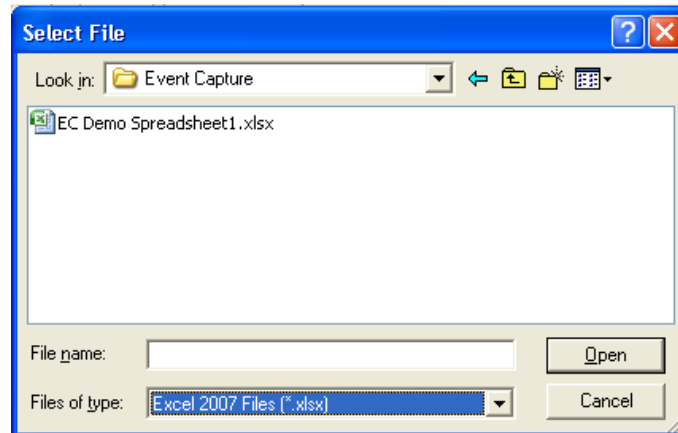 Select File
Look in: Event Capture
EC Demo Spreadsheet1.xlsx
File name: Open
Files of type: Excel 2007 Files (*.xlsx) Cancel